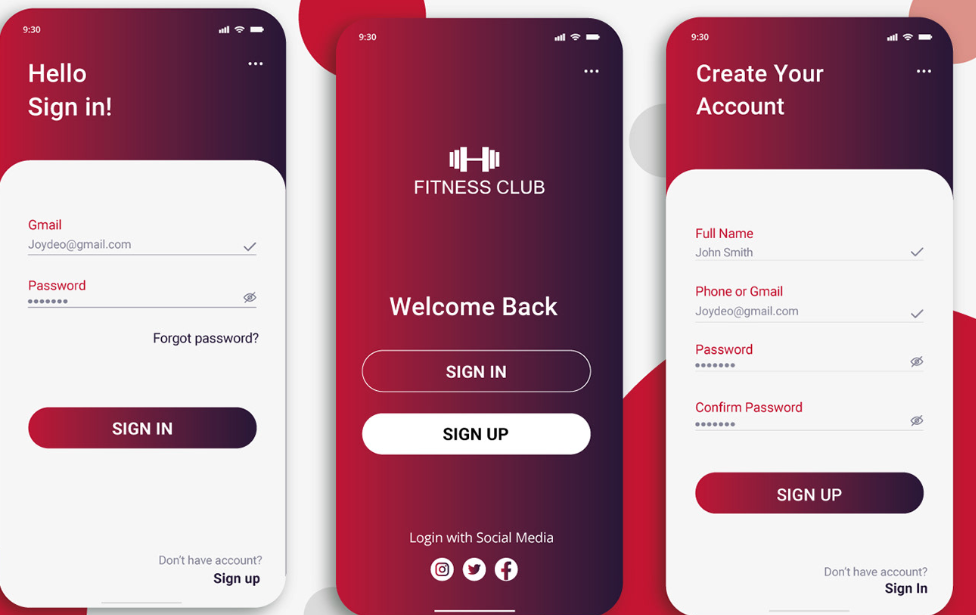 9:30
Hello
Sign in!
Gmail
Joydeo@gmail.com
Password
Forgot password?
SIGN IN
Don't have account?
Sign up
9:30
FITNESS CLUB
Welcome Back
SIGN IN
SIGN UP
Login with Social Media
9:30
Create Your
Account
Full Name
John Smith
Phone or Gmail
Joydeo@gmail.com
Password
Confirm Password
SIGN UP
Don't have account?
Sign In